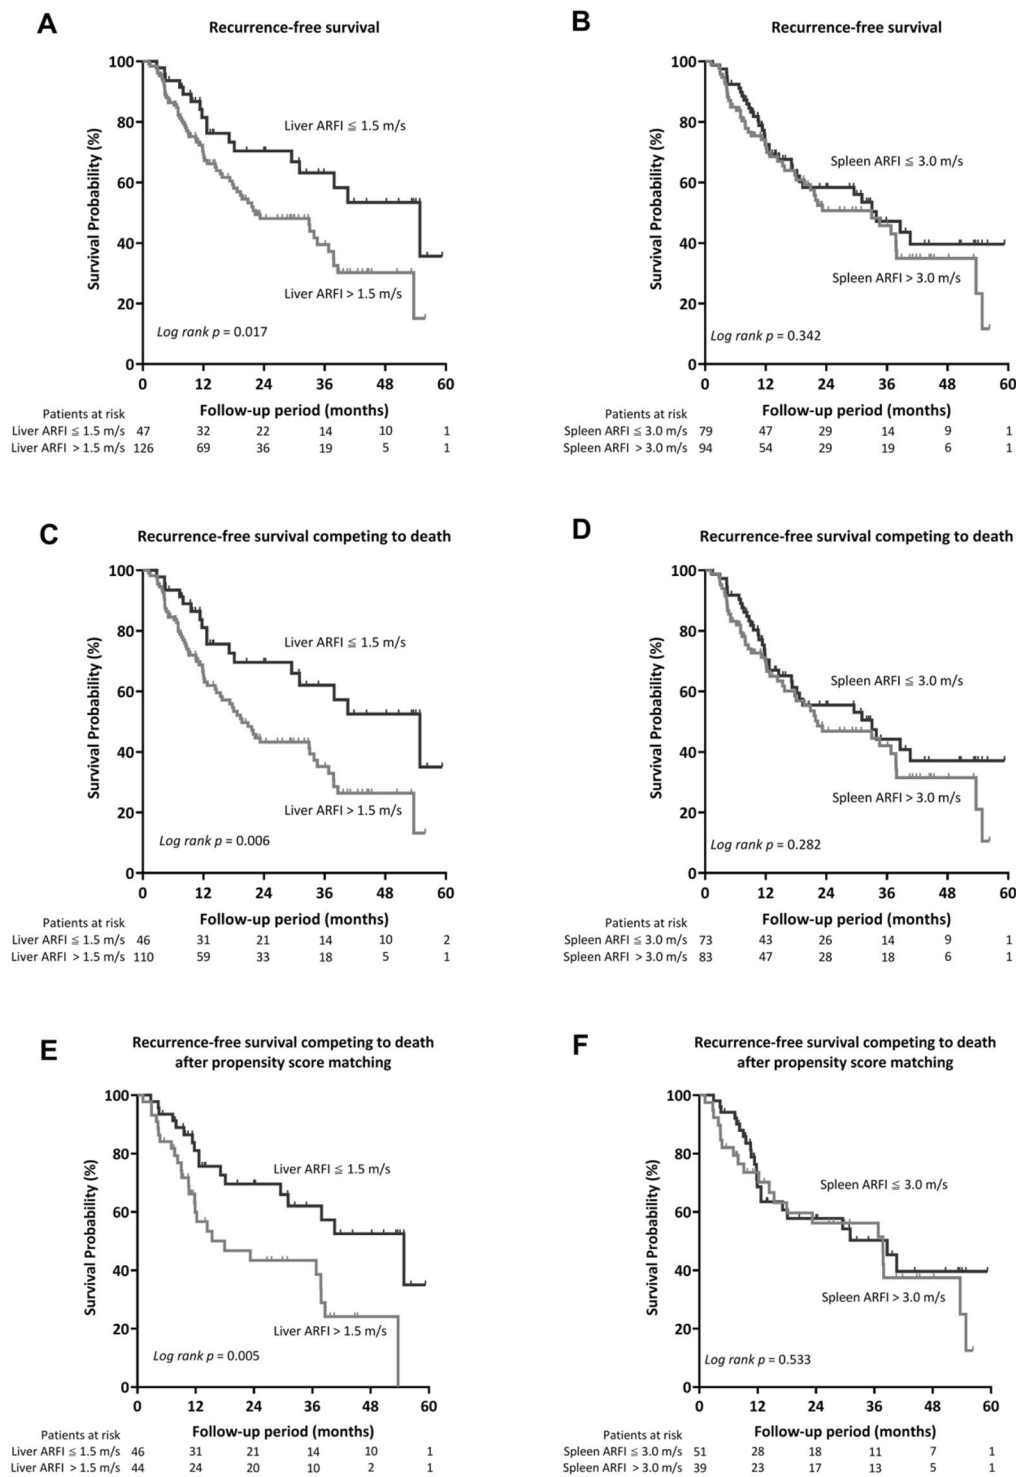 A
Recurrence-free survival
Survival Probability (%)
100
80
60
40
20
0
Liver ARFI ≦ 1.5 m/s
Liver ARFI > 1.5 m/s
Log rank p = 0.017
0 12 24 36 48 60
Follow-up period (months)
Patients at risk
Liver ARFI ≦ 1.5 m/s 47 32 22 14 10 1
Liver ARFI > 1.5 m/s 126 69 36 19 5 1
B
Recurrence-free survival
Survival Probability (%)
100
80
60
40
20
0
Spleen ARFI ≦ 3.0 m/s
Spleen ARFI > 3.0 m/s
Log rank p = 0.342
0 12 24 36 48 60
Follow-up period (months)
Patients at risk
Spleen ARFI ≦ 3.0 m/s 79 47 29 14 9 1
Spleen ARFI > 3.0 m/s 94 54 29 19 6 1
C
Recurrence-free survival competing to death
Survival Probability (%)
100
80
60
40
20
0
Liver ARFI ≦ 1.5 m/s
Liver ARFI > 1.5 m/s
Log rank p = 0.006
0 12 24 36 48 60
Follow-up period (months)
Patients at risk
Liver ARFI ≦ 1.5 m/s 46 31 21 14 10 2
Liver ARFI > 1.5 m/s 110 59 33 18 5 1
D
Recurrence-free survival competing to death
Survival Probability (%)
100
80
60
40
20
0
Spleen ARFI ≦ 3.0 m/s
Spleen ARFI > 3.0 m/s
Log rank p = 0.282
0 12 24 36 48 60
Follow-up period (months)
Patients at risk
Spleen ARFI ≦ 3.0 m/s 73 43 26 14 9 1
Spleen ARFI > 3.0 m/s 83 47 28 18 6 1
E
Recurrence-free survival competing to death
after propensity score matching
Survival Probability (%)
100
80
60
40
20
0
Liver ARFI ≦ 1.5 m/s
Liver ARFI > 1.5 m/s
Log rank p = 0.005
0 12 24 36 48 60
Follow-up period (months)
Patients at risk
Liver ARFI ≦ 1.5 m/s 46 31 21 14 10 1
Liver ARFI > 1.5 m/s 44 24 20 10 2 1
F
Recurrence-free survival competing to death
after propensity score matching
Survival Probability (%)
100
80
60
40
20
0
Spleen ARFI ≦ 3.0 m/s
Spleen ARFI > 3.0 m/s
Log rank p = 0.533
0 12 24 36 48 60
Follow-up period (months)
Patients at risk
Spleen ARFI ≦ 3.0 m/s 51 28 18 11 7 1
Spleen ARFI > 3.0 m/s 39 23 17 13 5 1